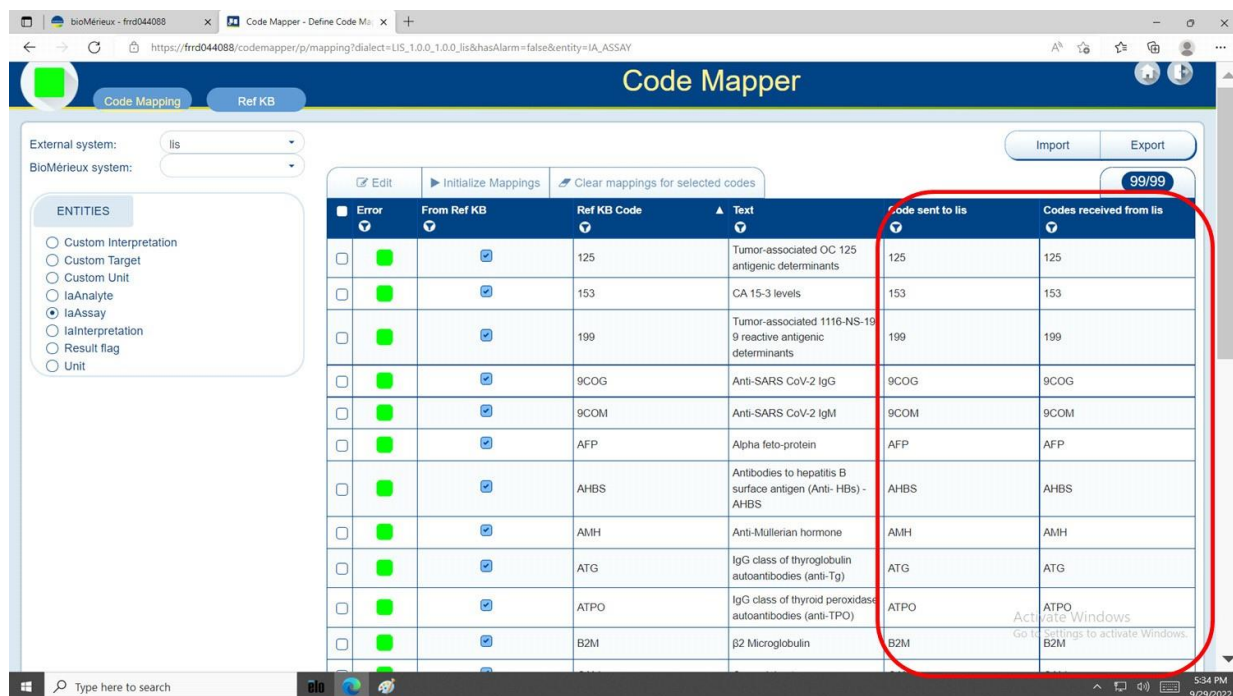 bioMérieux - frrd044088
Code Mapper - Define Code Ma
https://frrd044088/codemapper/p/mapping?dialect=LIS_1.0.0_1.0.0_lis&hasAlarm=false&entity=IA_ASSAY
Code Mapper
Code Mapping
Ref KB
External system: lis
BioMérieux system:
Import
Export
ENTITIES
Custom Interpretation
Custom Target
Custom Unit
IaAnalyte
IaAssay
IaInterpretation
Result flag
Unit
Edit
Initialize Mappings
Clear mappings for selected codes
99/99
Error From Ref KB Ref KB Code Text Code sent to lis Codes received from lis
125 Tumor-associated OC 125 antigenic determinants 125 125
153 CA 15-3 levels 153 153
199 Tumor-associated 1116-NS-19 9 reactive antigenic determinants 199 199
9COG Anti-SARS CoV-2 IgG 9COG 9COG
9COM Anti-SARS CoV-2 IgM 9COM 9COM
AFP Alpha feto-protein AFP AFP
AHBS Antibodies to hepatitis B surface antigen (Anti- HBs) - AHBS AHBS AHBS
AMH Anti-Müllerian hormone AMH AMH
ATG IgG class of thyroglobulin autoantibodies (anti-Tg) ATG ATG
ATPO IgG class of thyroid peroxidase autoantibodies (anti-TPO) ATPO ATPO
B2M β2 Microglobulin B2M B2M
Activate Windows
Go to Settings to activate Windows.
Type here to search
elo
5:34 PM
9/29/2022